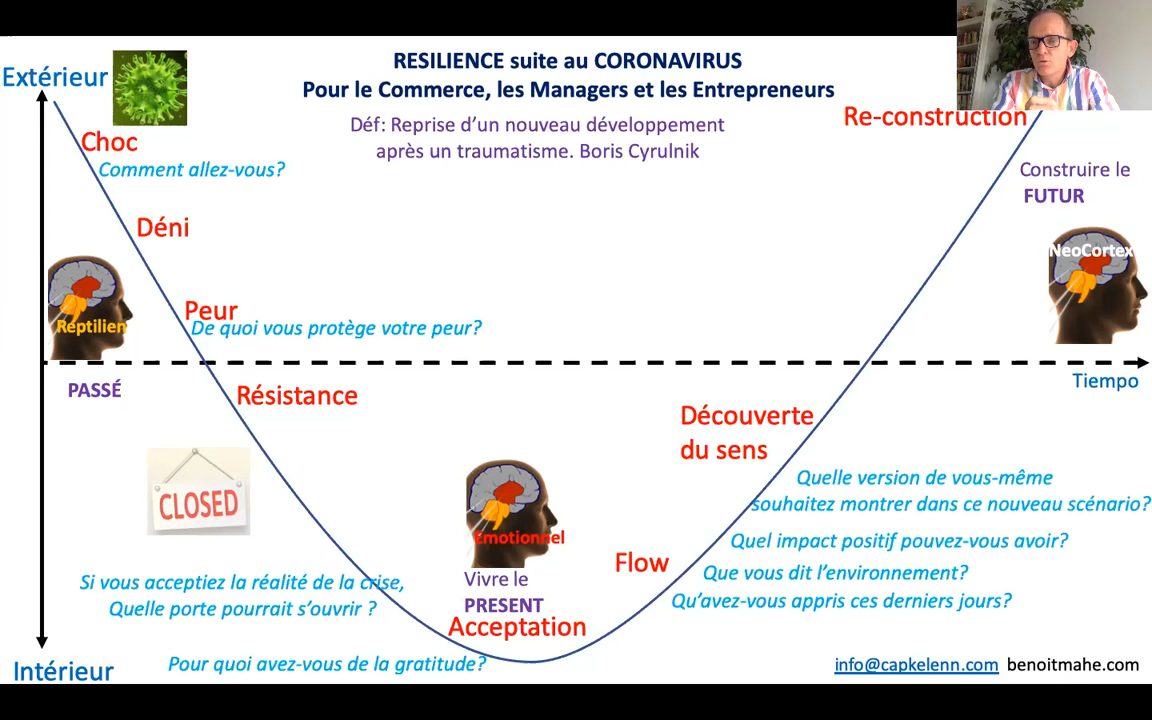 RESILIENCE suite au CORONAVIRUS
Pour le Commerce, les Managers et les Entrepreneurs
Déf: Reprise d’un nouveau développement
après un traumatisme. Boris Cyrulnik
Extérieur
Choc
Comment allez-vous?
Déni
Peur
De quoi vous protège votre peur?
Reptilien
PASSÉ
Résistance
CLOSED
Si vous acceptiez la réalité de la crise,
Quelle porte pourrait s’ouvrir ?
Intérieur
Pour quoi avez-vous de la gratitude?
Emotionnel
Vivre le
PRESENT
Acceptation
Flow
Découverte
du sens
Quelle version de vous-même
souhaitez montrer dans ce nouveau scénario?
Quel impact positif pouvez-vous avoir?
Que vous dit l’environnement?
Qu’avez-vous appris ces derniers jours?
Re-construction
Construire le
FUTUR
NeoCortex
Tiempo
info@capkelenn.com benoitmahe.com